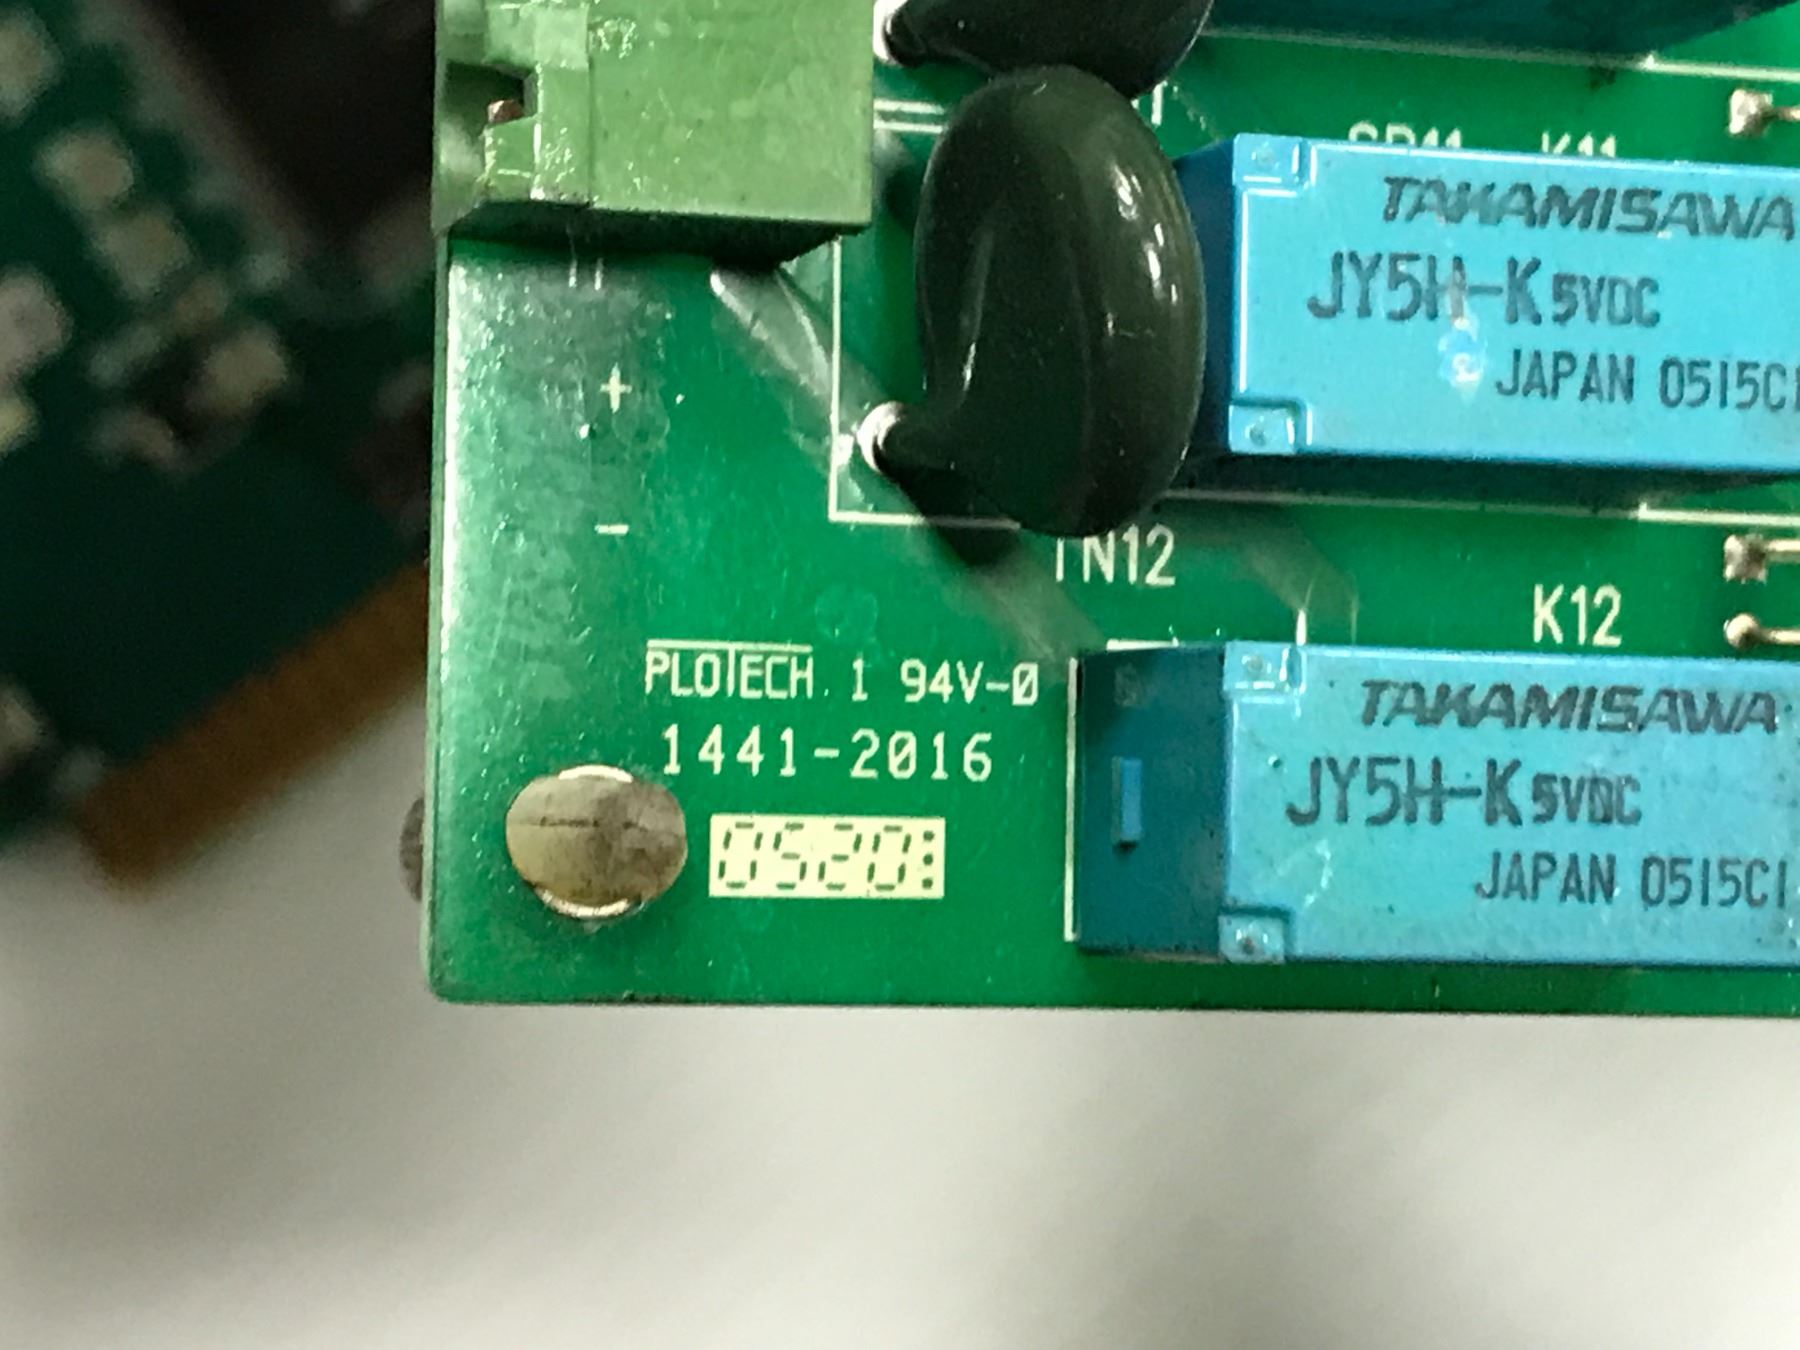 K11
TAKAMISAWA
JY5H-K 5VDC
JAPAN 0515C1
+
-
TN12
K12
PLOTECH 1 94V-0
1441-2016
0520:
TAKAMISAWA
JY5H-K 5VDC
JAPAN 0515C1